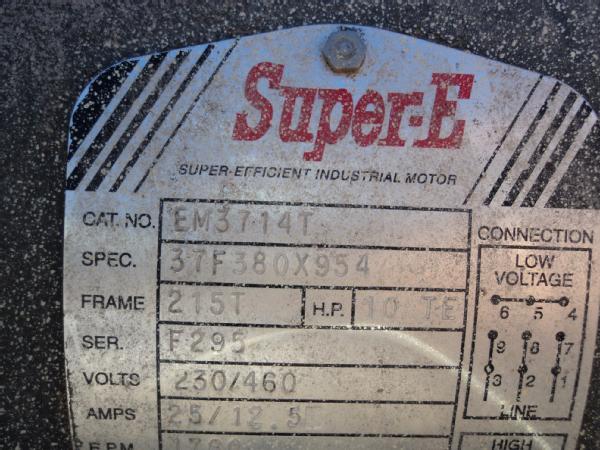 Super-E
SUPER-EFFICIENT INDUSTRIAL MOTOR
CAT. NO. EM3714T
SPEC. 37F380X954
FRAME 215T H.P. 10 TE
SER. F295
VOLTS 230/460
AMPS 25/12.5
R.P.M.
CONNECTION
LOW
VOLTAGE
6 5 4
9 8 7
3 2 1
LINE
HIGH